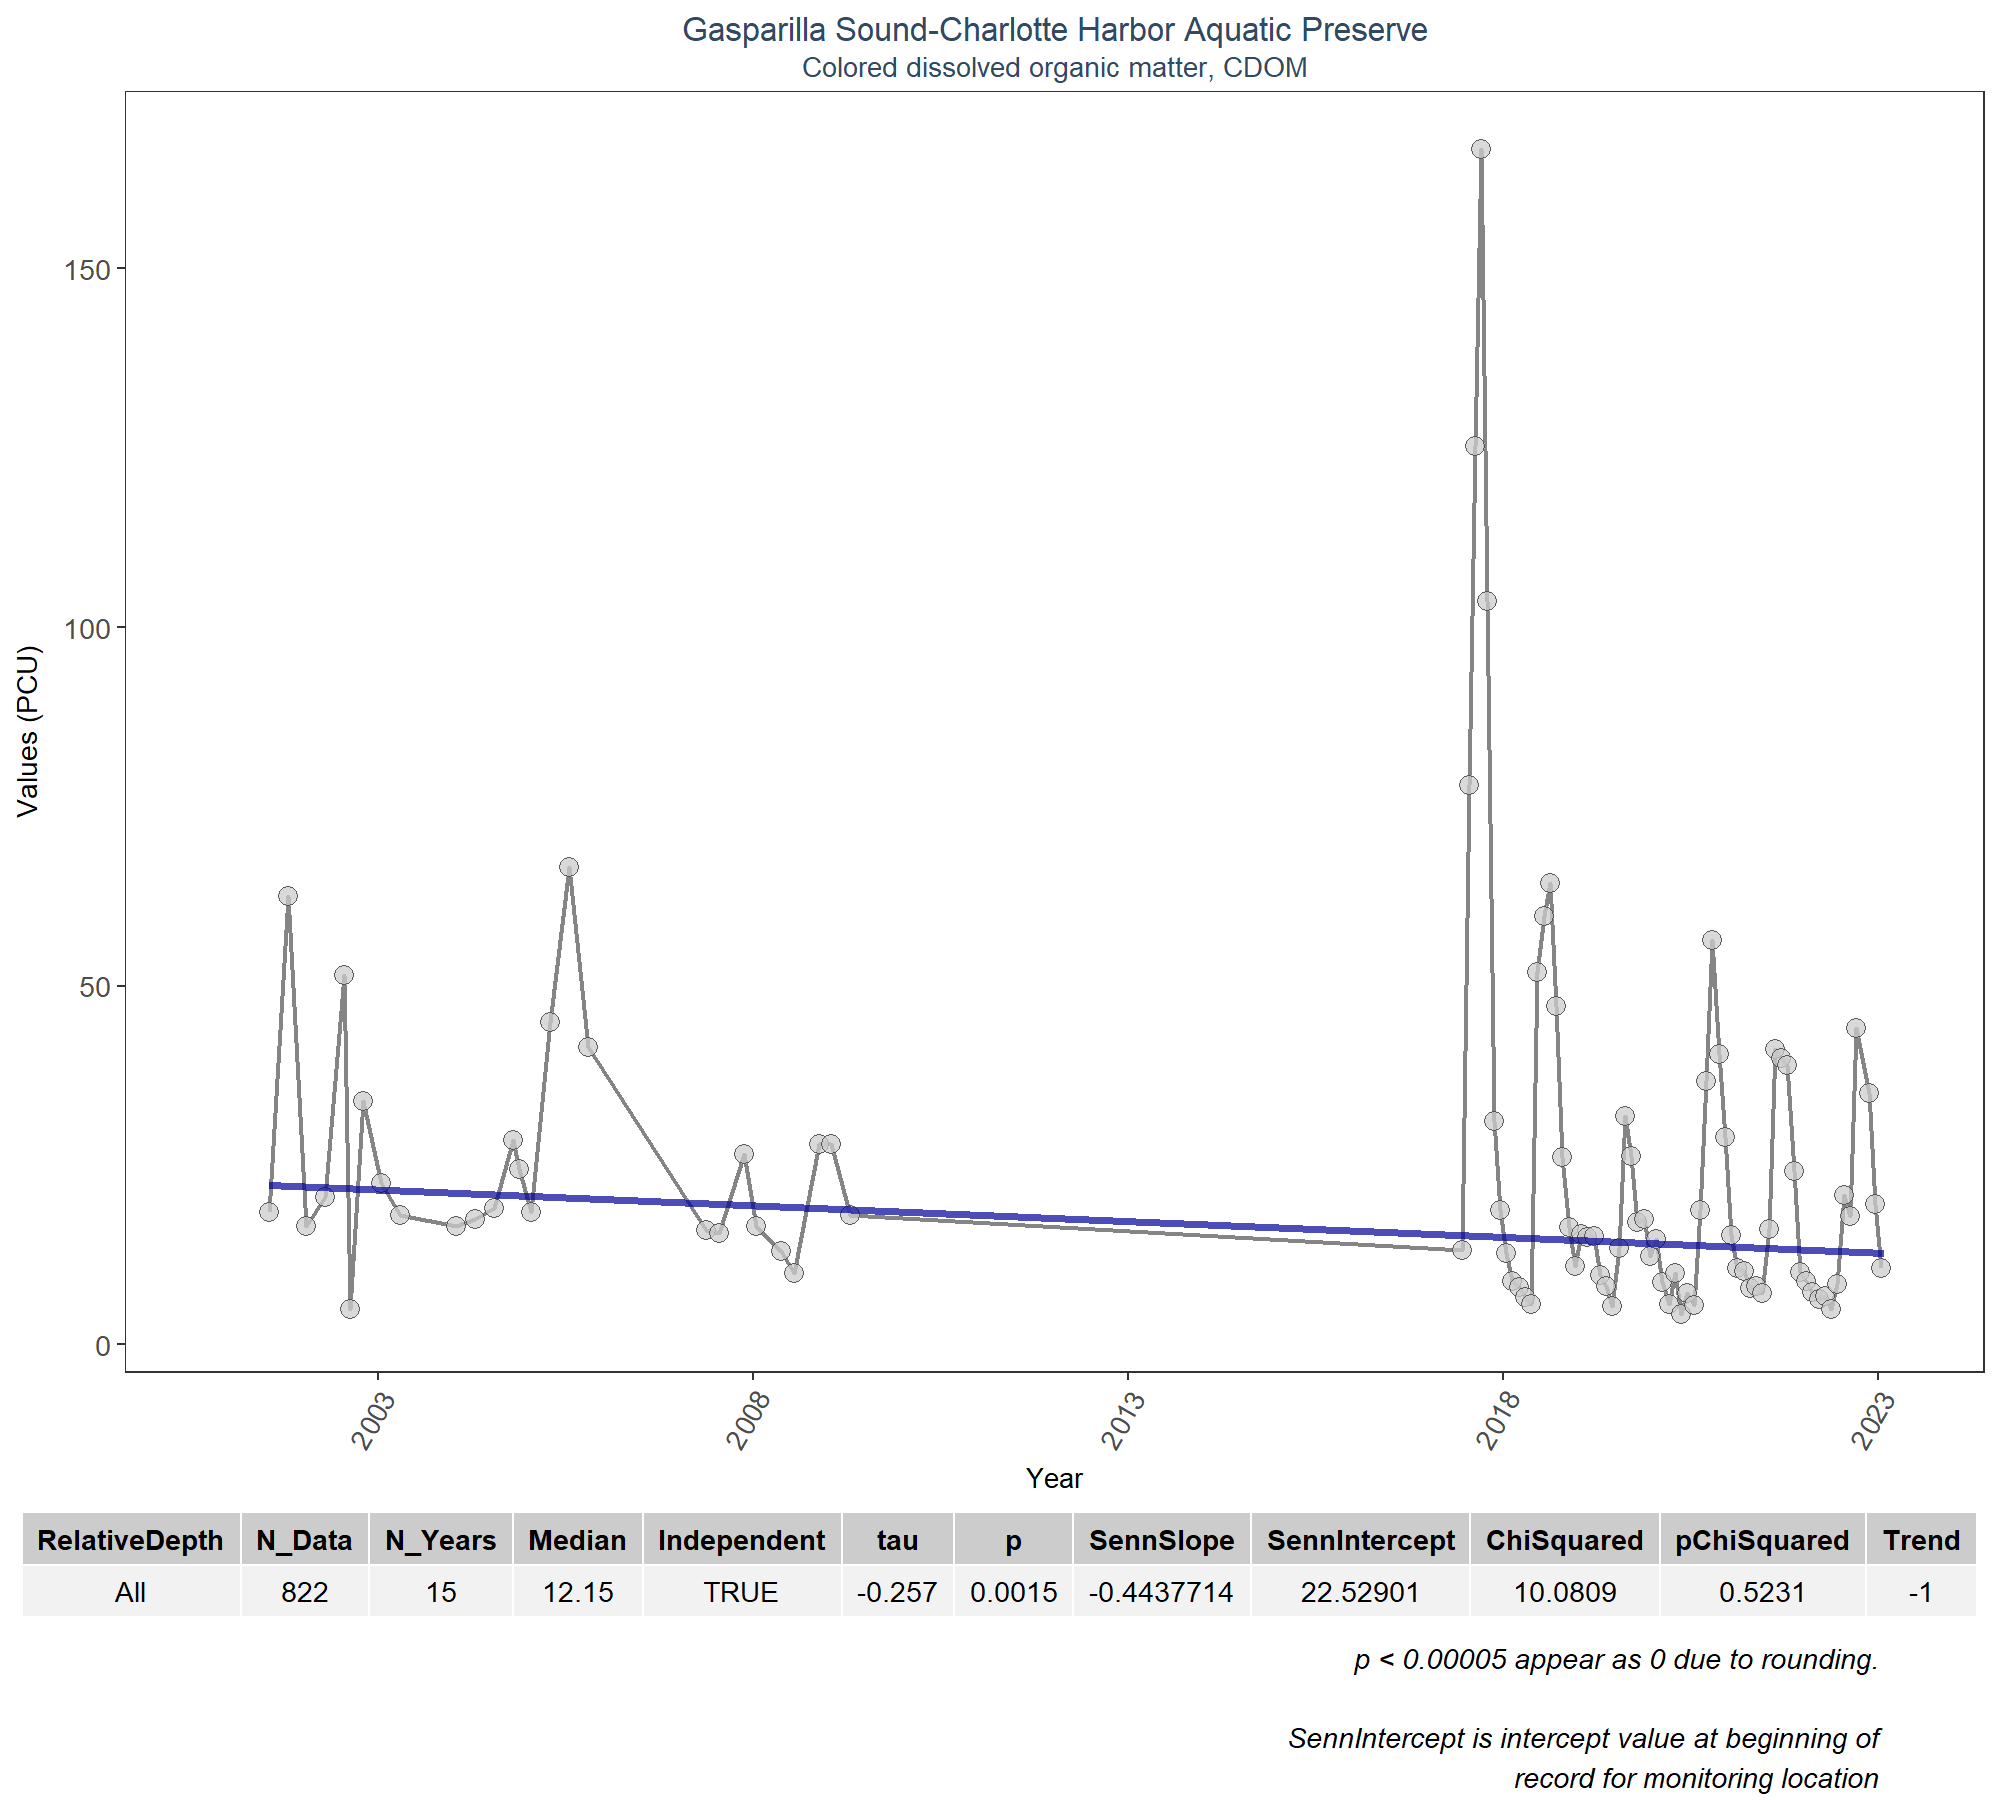 Gasparilla Sound-Charlotte Harbor Aquatic Preserve
Colored dissolved organic matter, CDOM
Values (PCU)
150
100
50
0
2003 2008 2013 2018 2023
Year
RelativeDepth N_Data N_Years Median Independent tau p SennSlope SennIntercept ChiSquared pChiSquared Trend
All 822 15 12.15 TRUE -0.257 0.0015 -0.4437714 22.52901 10.0809 0.5231 -1
p < 0.00005 appear as 0 due to rounding.
SennIntercept is intercept value at beginning of
record for monitoring location